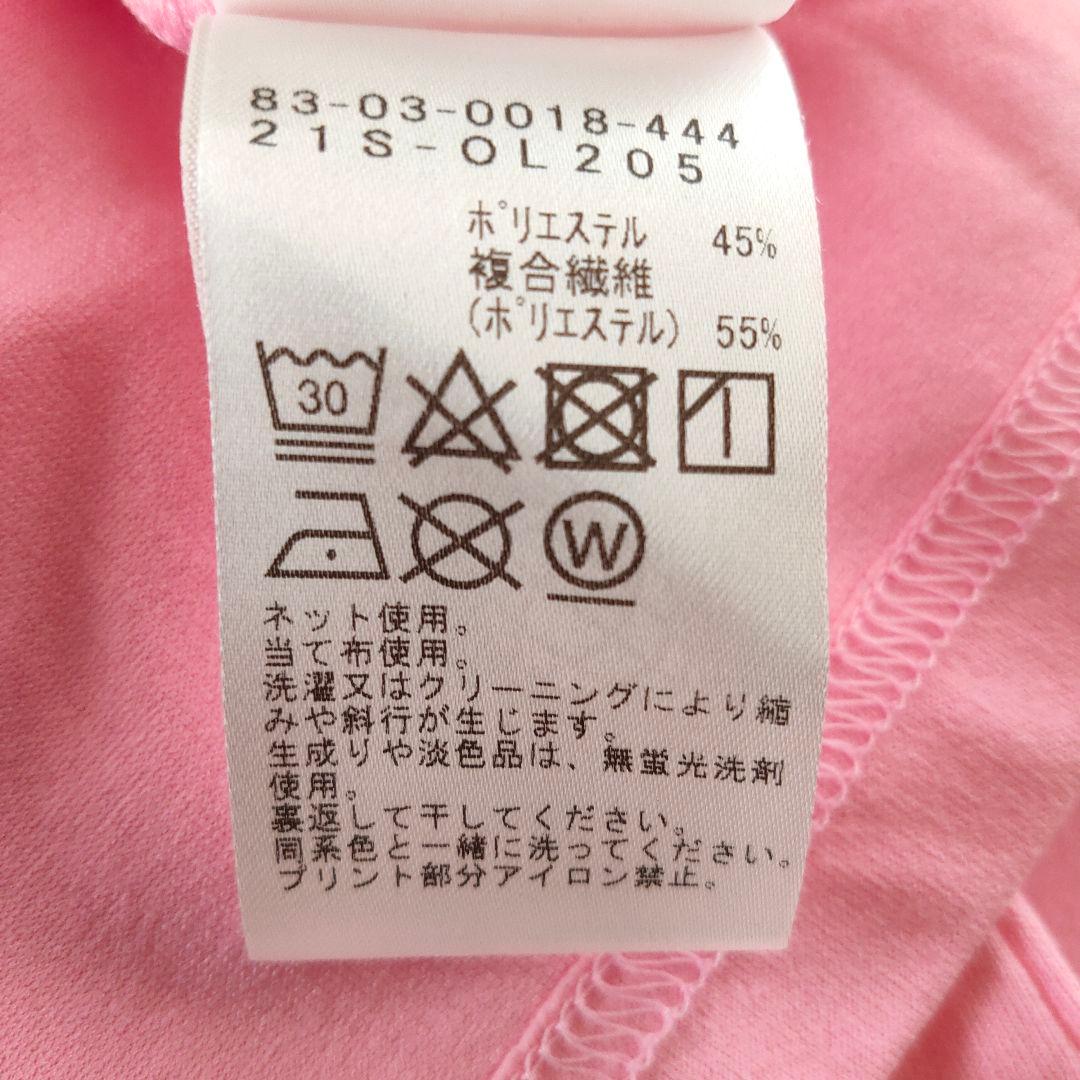 83-03-0018-444
21S-OL205
ポリエステル 45%
複合繊維
(ポリエステル) 55%
30
W
ネット使用。
当て布使用。
洗濯又はクリーニングにより縮
みや斜行が生じます。
生成りや淡色品は、無蛍光洗剤
使用。
裏返して干してください。
同系色と一緒に洗ってください。
プリント部分アイロン禁止。